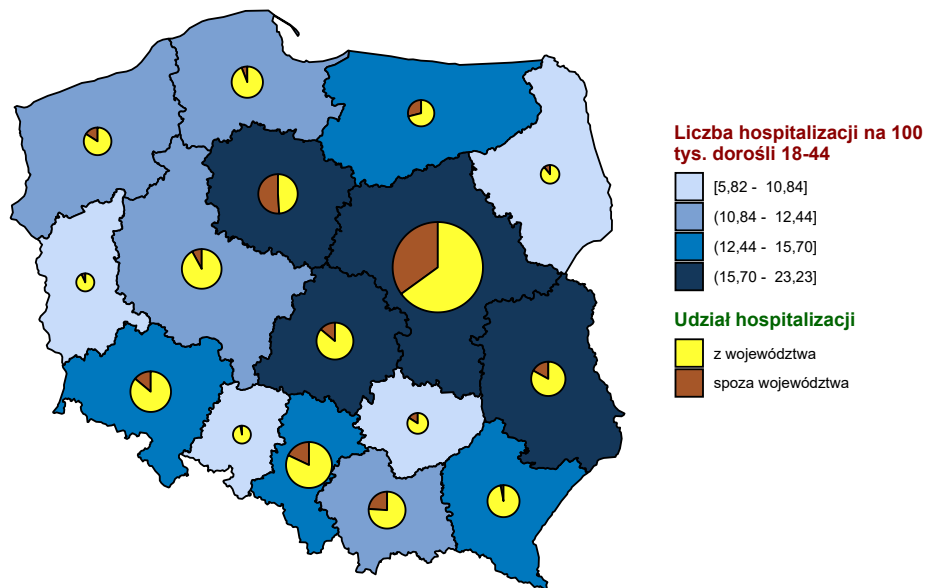 Liczba hospitalizacji na 100
tys. dorośli 18-44
[5,82 - 10,84]
(10,84 - 12,44]
(12,44 - 15,70]
(15,70 - 23,23]
Udział hospitalizacji
z województwa
spoza województwa